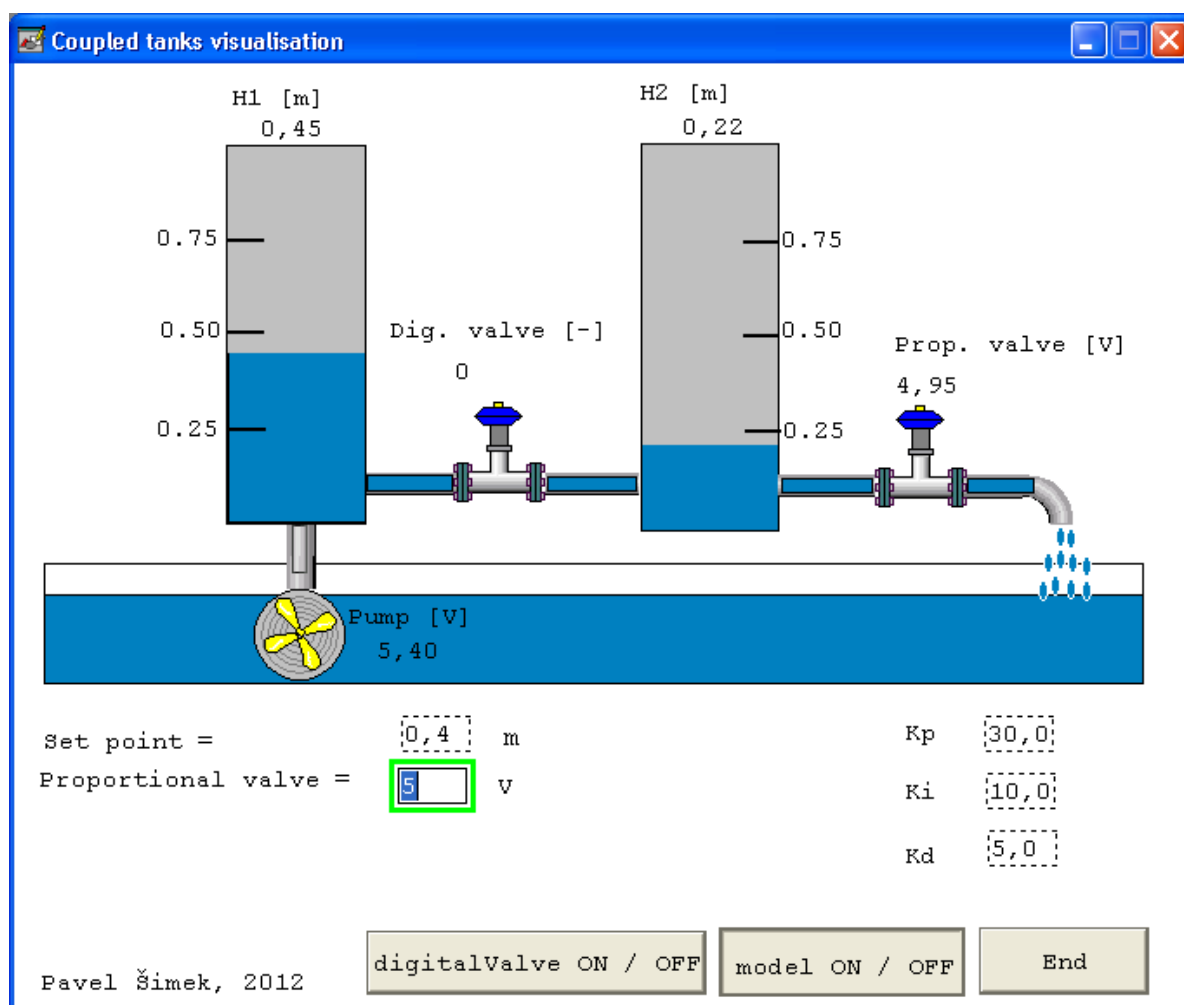 Coupled tanks visualisation
H1 [m]
0,45
H2 [m]
0,22
0.75
0.50
0.25
Dig. valve [-]
0
0.75
0.50
0.25
Prop. valve [V]
4,95
Pump [V]
5,40
Set point = 0,4 m
Proportional valve = 5 V
Kp 30,0
Ki 10,0
Kd 5,0
digitalValve ON / OFF
model ON / OFF
End
Pavel Šimek, 2012